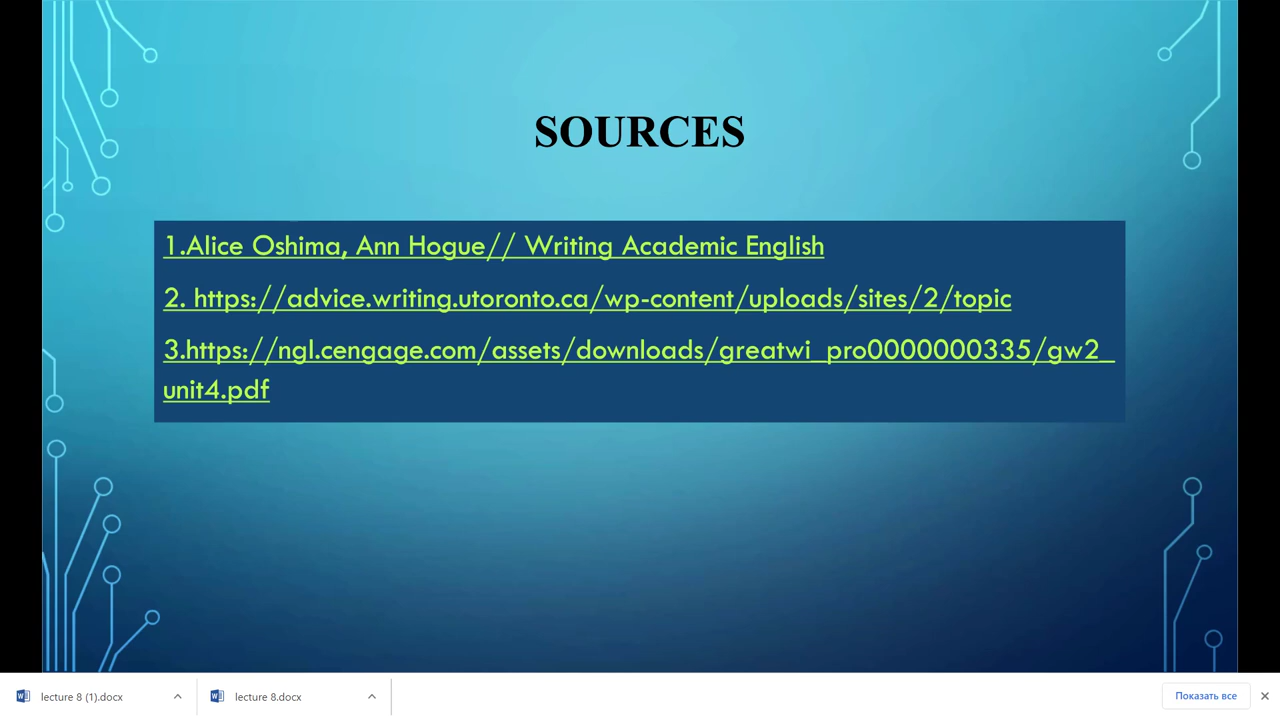 SOURCES
1.Alice Oshima, Ann Hogue// Writing Academic English
2. https://advice.writing.utoronto.ca/wp-content/uploads/sites/2/topic
3.https://ngl.cengage.com/assets/downloads/greatwi_pro0000000335/gw2_
unit4.pdf
lecture 8 (1).docx
lecture 8.docx
Показать все